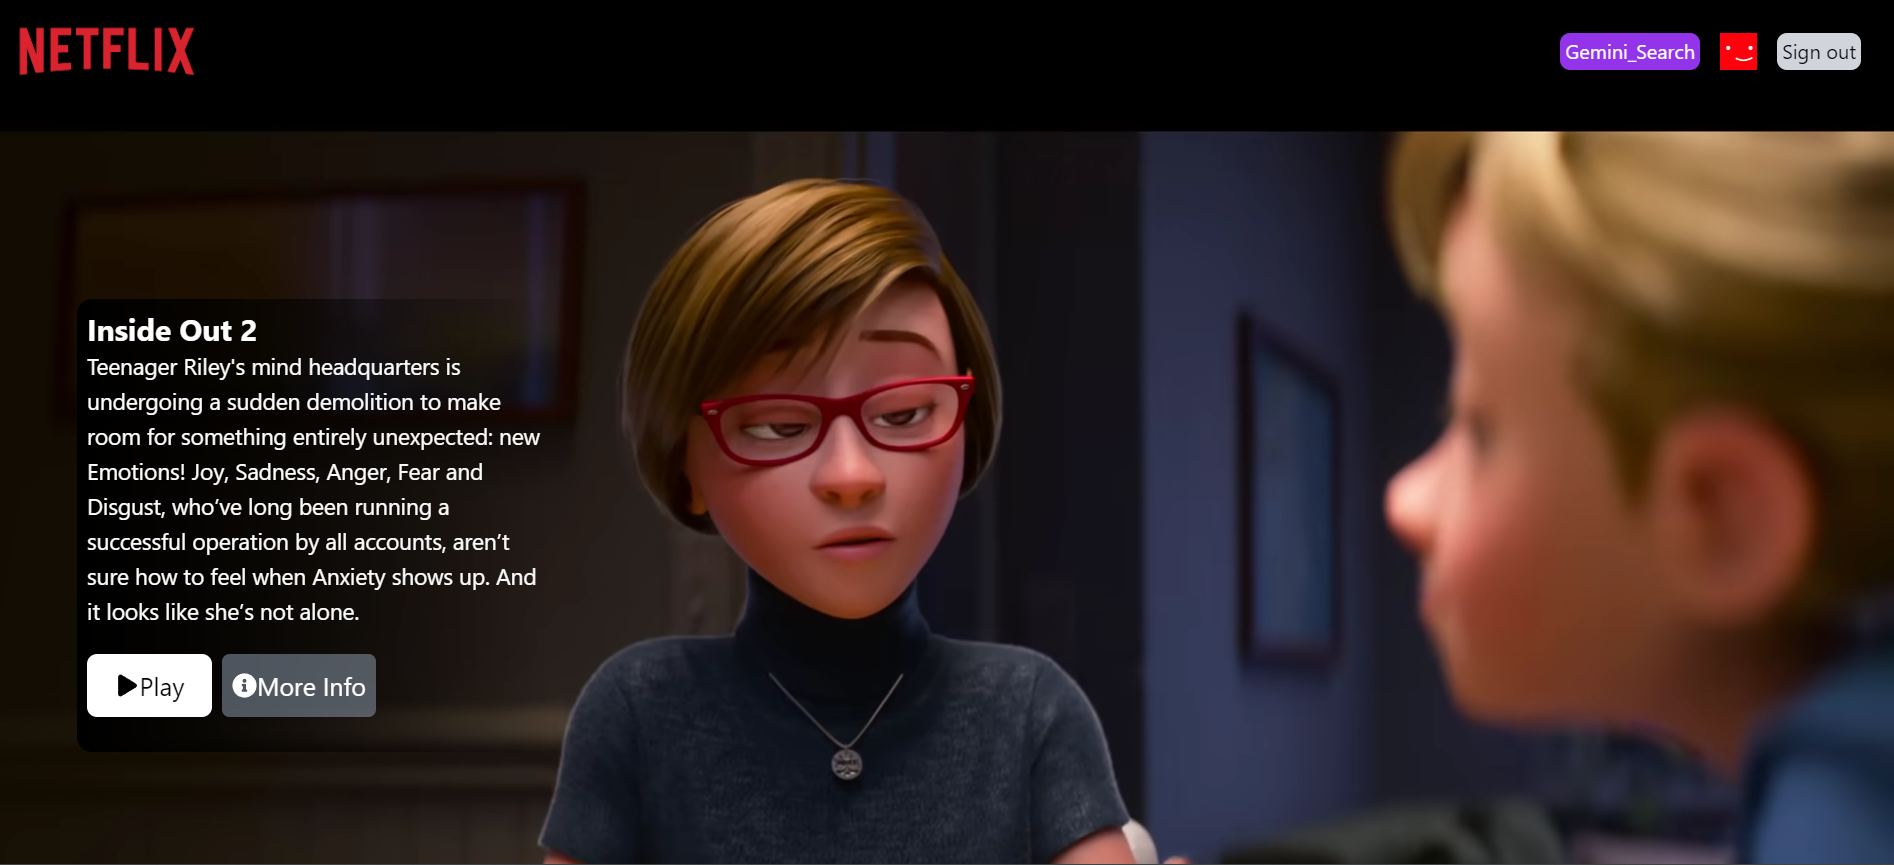 NETFLIX
Gemini_Search
Sign out
Inside Out 2
Teenager Riley's mind headquarters is
undergoing a sudden demolition to make
room for something entirely unexpected: new
Emotions! Joy, Sadness, Anger, Fear and
Disgust, who’ve long been running a
successful operation by all accounts, aren’t
sure how to feel when Anxiety shows up. And
it looks like she’s not alone.
Play
More Info